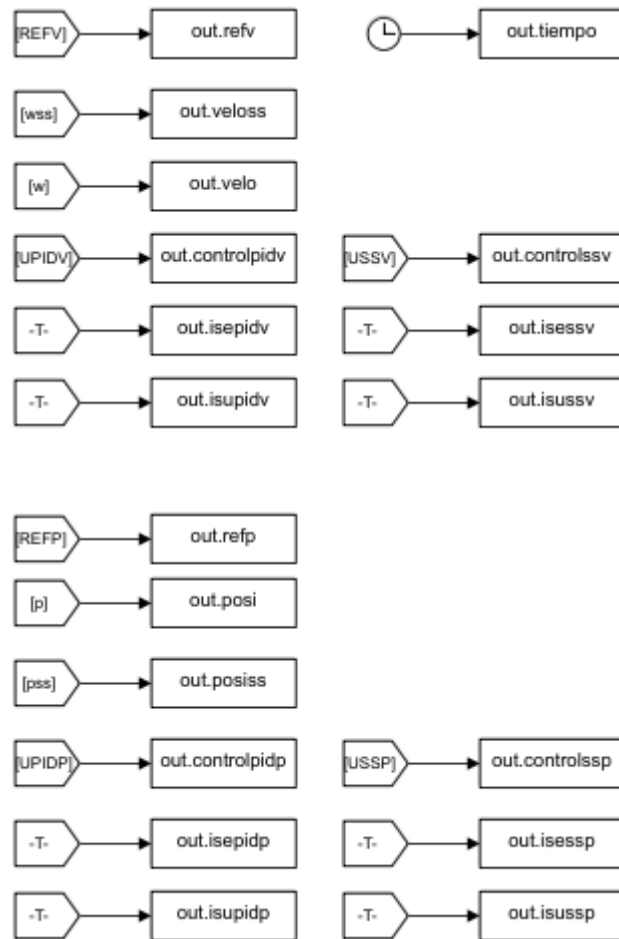 [REFV] out.refv out.tiempo
[wss] out.veloss
[w] out.velo
[UPIDV] out.controlpidv [USSV] out.controlssv
-T- out.isepidv -T- out.isessv
-T- out.isupidv -T- out.isussv
[REFP] out.refp
[p] out.posi
[pss] out.posiss
[UPIDP] out.controlpidp [USSP] out.controlssp
-T- out.isepidp -T- out.isessp
-T- out.isupidp -T- out.isussp